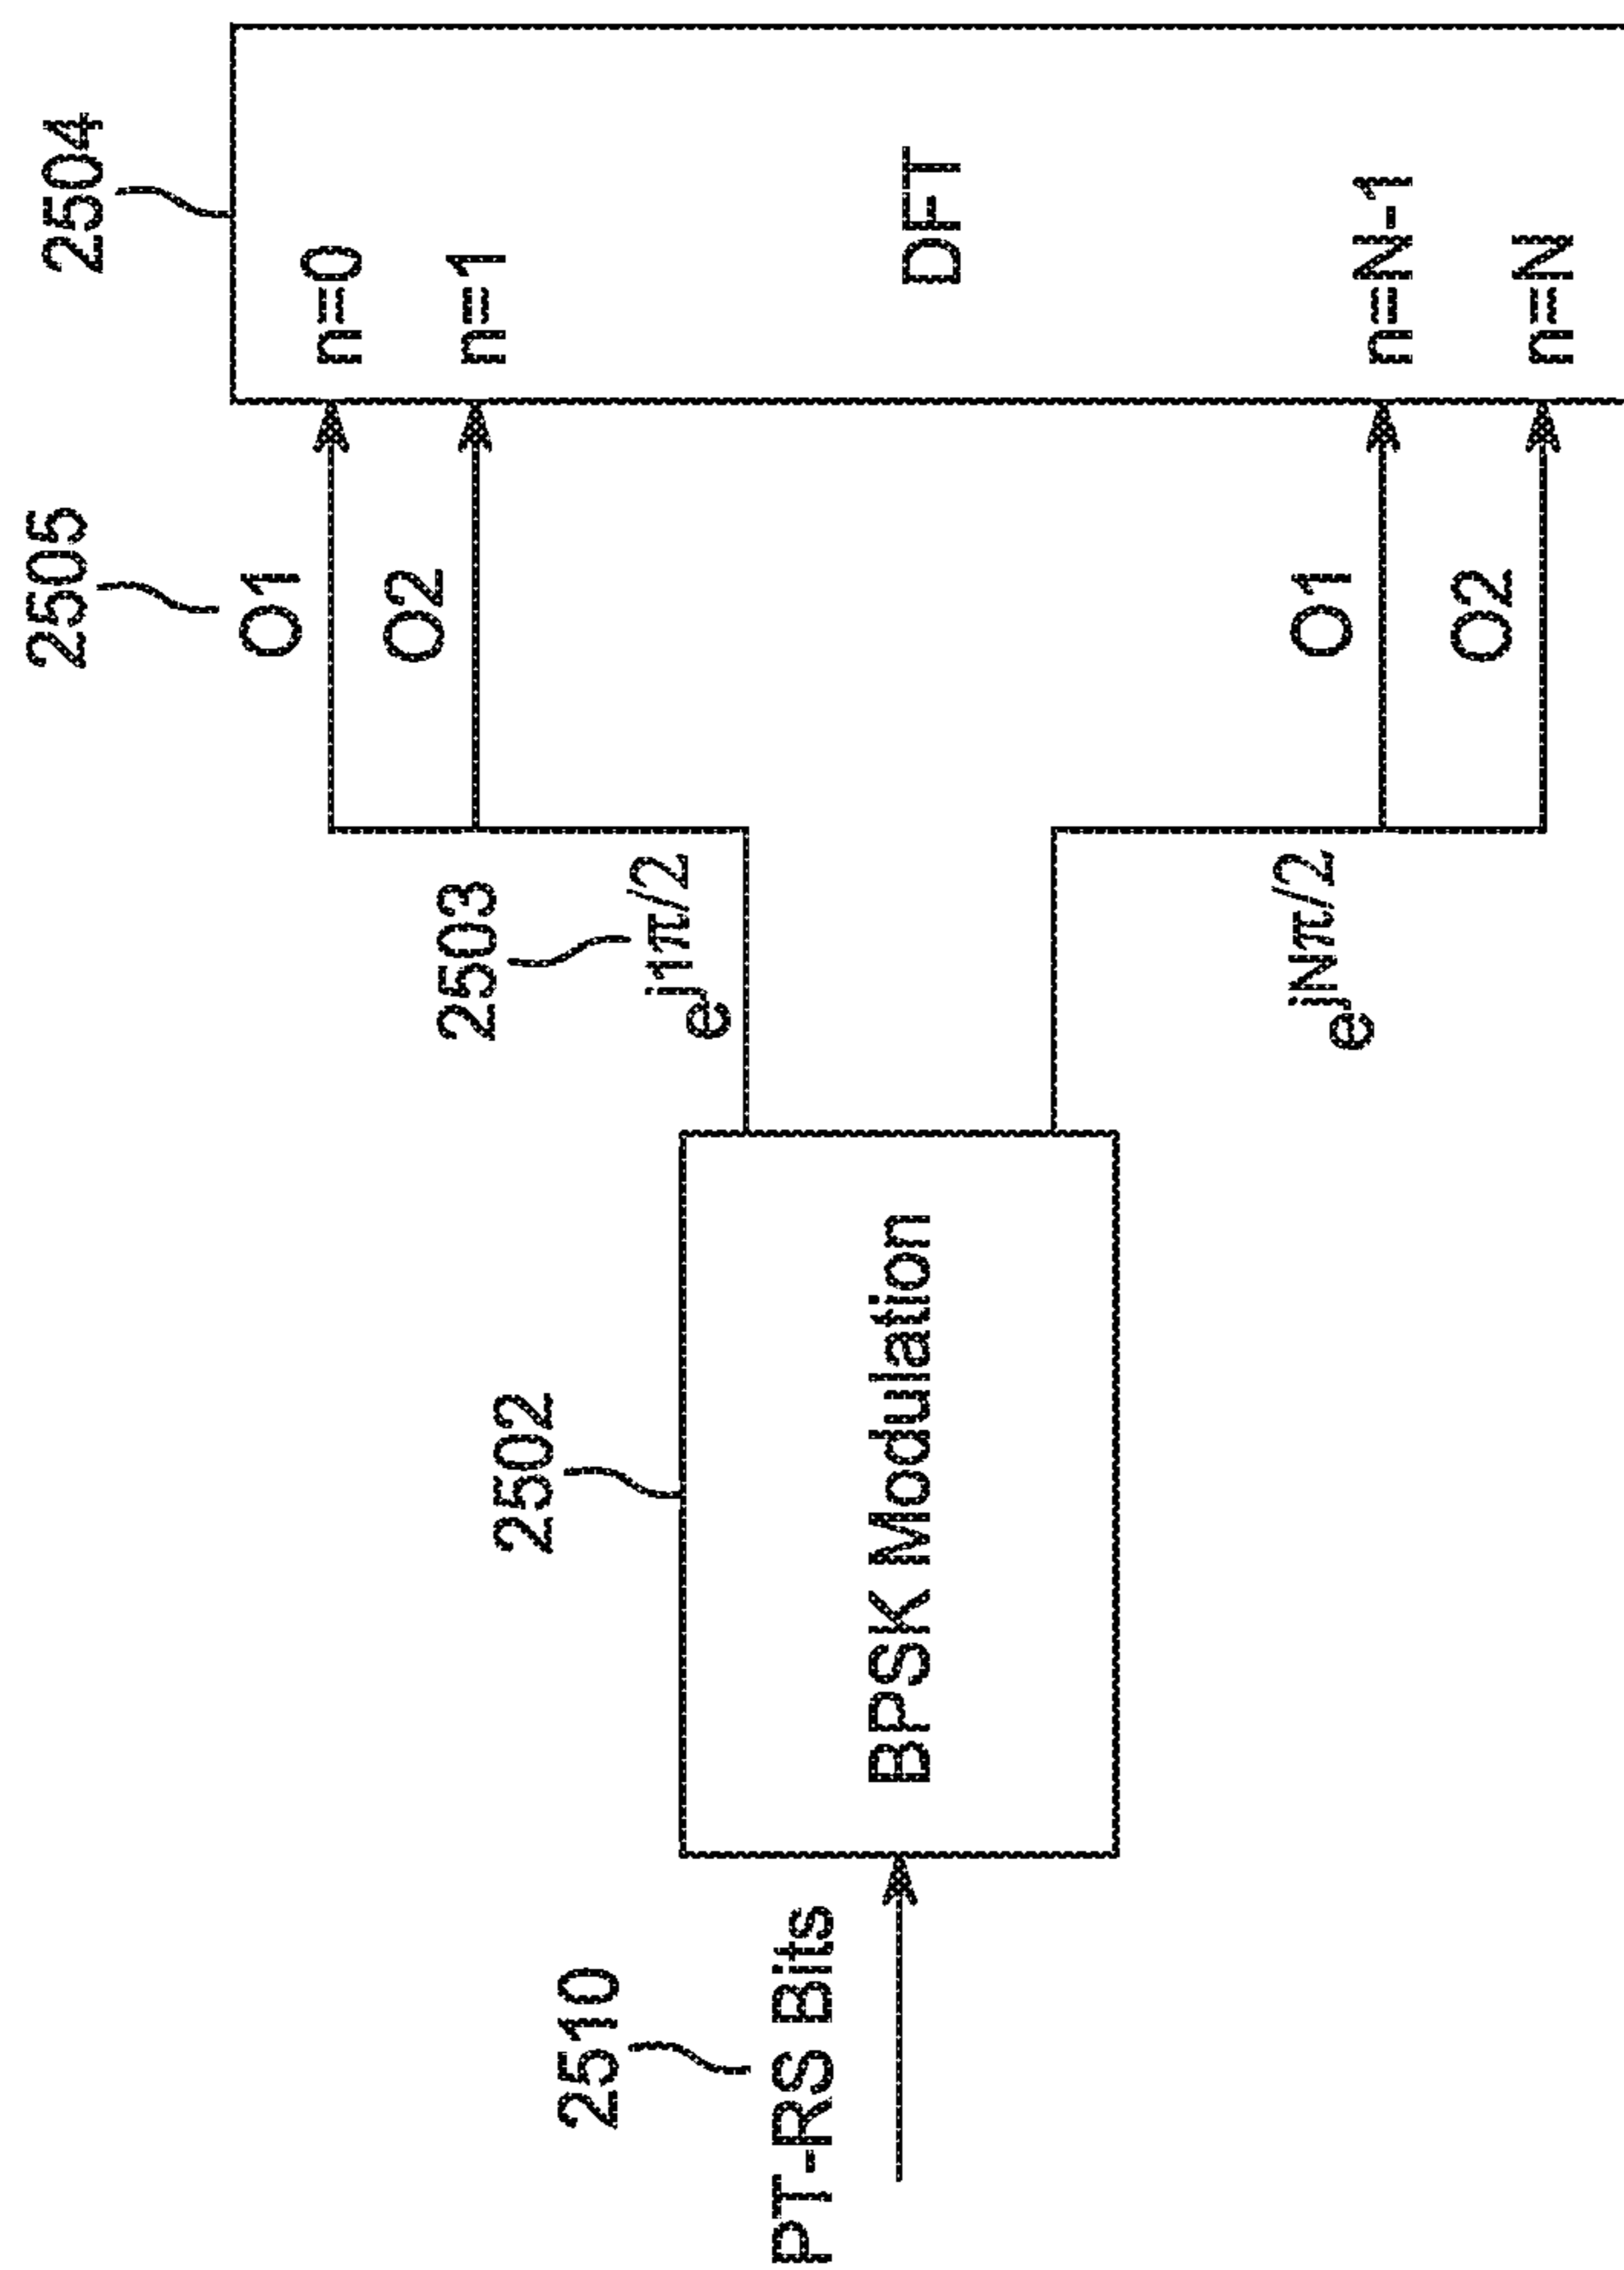 2510
PT-RS Bits
2502
BPSK Modulation
2503
e^{j1π/2}
e^{jNπ/2}
2505
O1
O2
O1
O2
2504
n=0
n=1
DFT
n=N-1
n=N